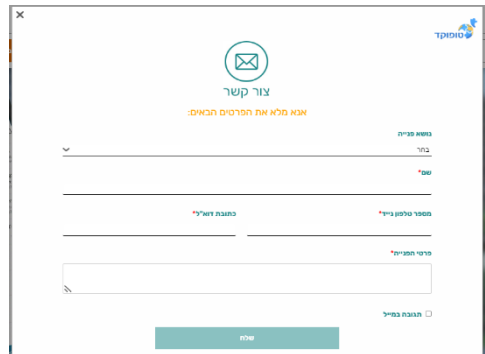 טופוקד
צור קשר
אנא מלא את הפרטים הבאים:
נושא פנייה
בחר
שם*
מספר טלפון נייד*
כתובת דוא"ל*
פרטי הפנייה*
תגובה במייל
שלח